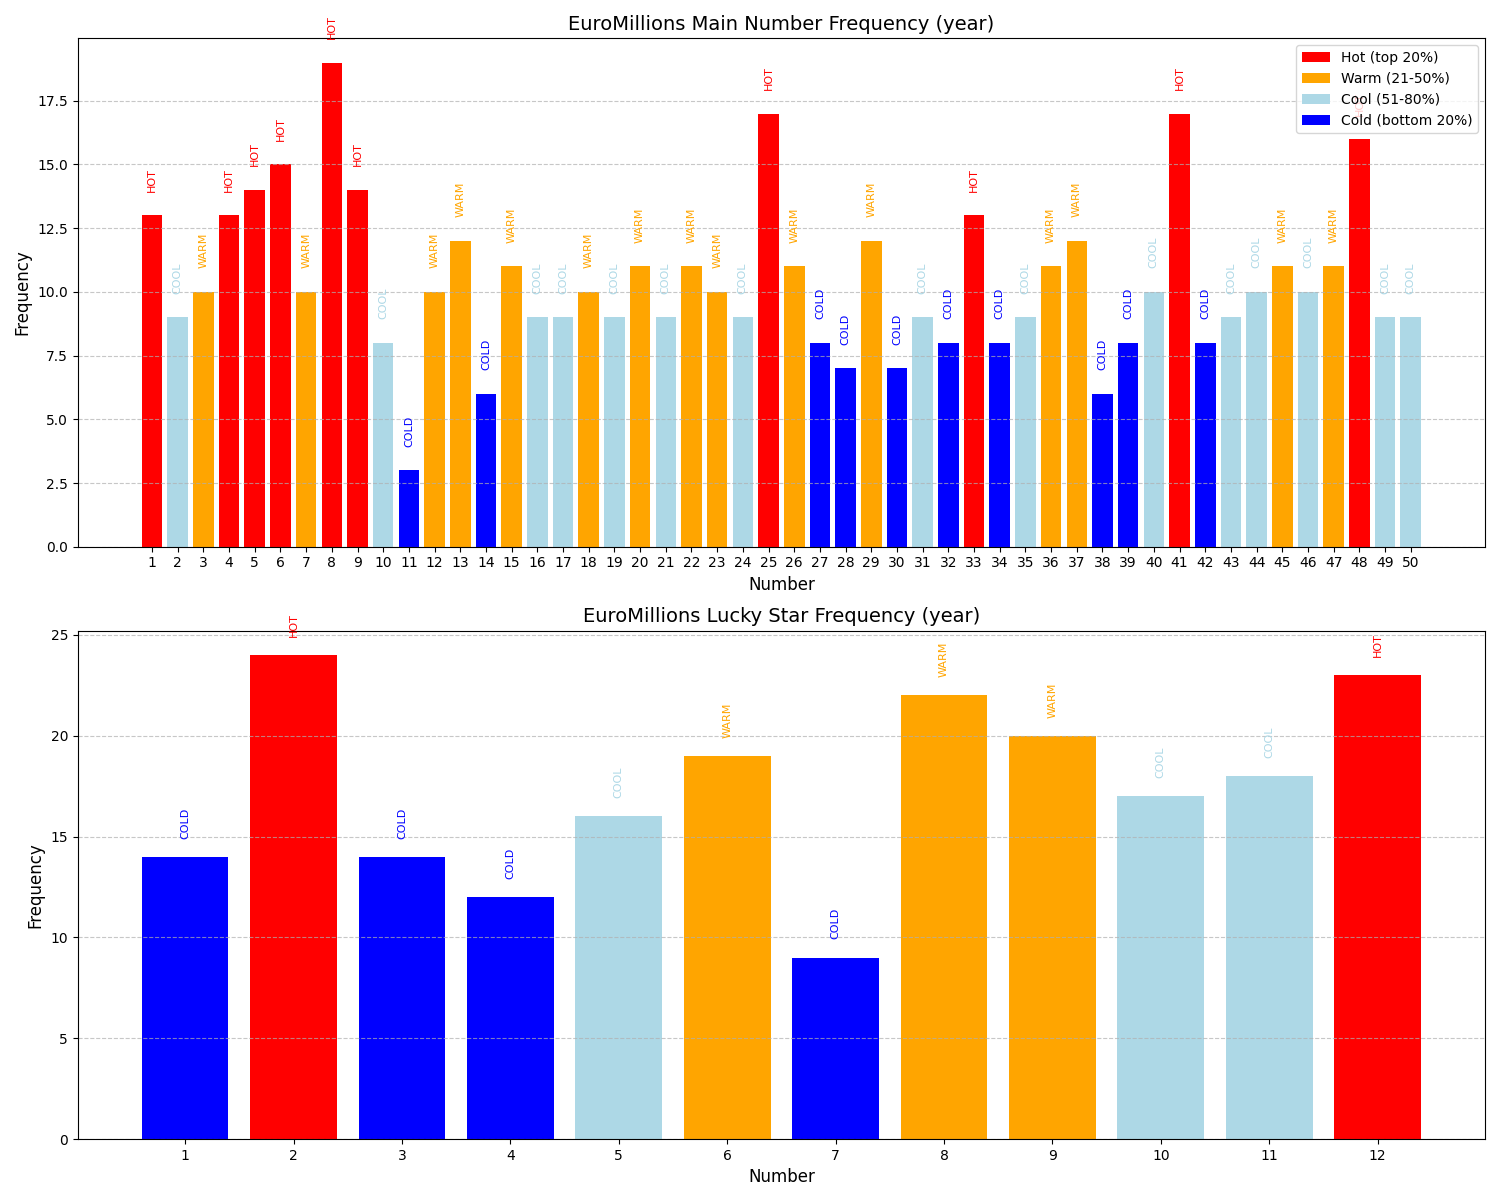 EuroMillions Main Number Frequency (year)
HOT COOL WARM HOT HOT HOT WARM HOT HOT COOL COLD WARM WARM COLD WARM COOL COOL WARM COOL WARM COOL WARM WARM COOL HOT WARM COLD COLD WARM COLD COOL COLD HOT COLD COOL WARM WARM COLD COLD COOL HOT COLD COOL COOL WARM COOL WARM HOT COOL COOL
Hot (top 20%)
Warm (21-50%)
Cool (51-80%)
Cold (bottom 20%)
17.5
15.0
12.5
10.0
7.5
5.0
2.5
0.0
Frequency
1 2 3 4 5 6 7 8 9 10 11 12 13 14 15 16 17 18 19 20 21 22 23 24 25 26 27 28 29 30 31 32 33 34 35 36 37 38 39 40 41 42 43 44 45 46 47 48 49 50
Number
EuroMillions Lucky Star Frequency (year)
COLD HOT COLD COLD COOL WARM COLD WARM WARM COOL COOL HOT
25
20
15
10
5
0
Frequency
1 2 3 4 5 6 7 8 9 10 11 12
Number